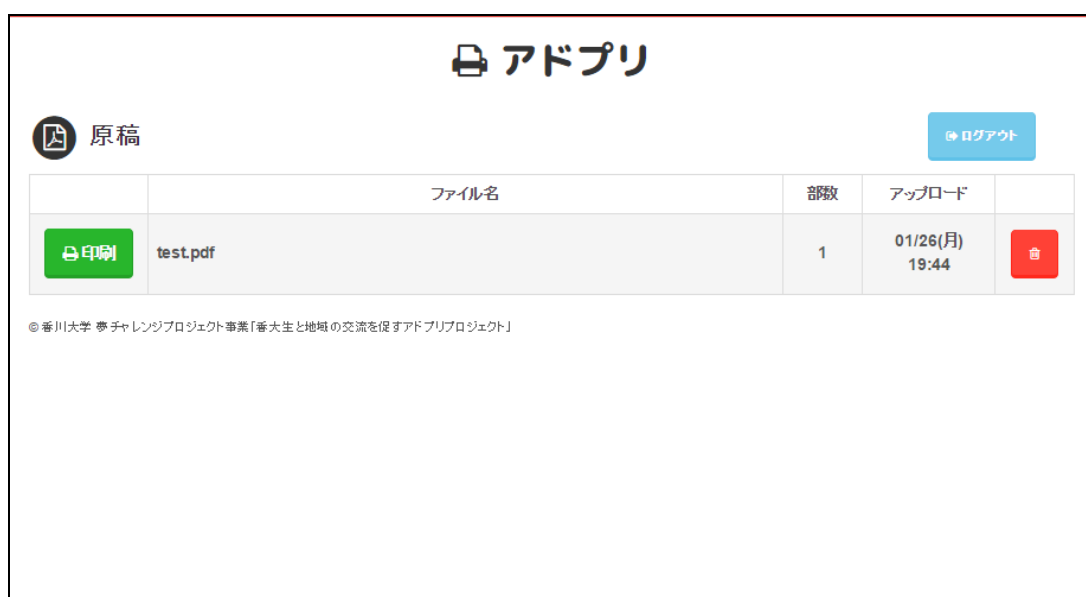 アドプリ
原稿
ログアウト
ファイル名 部数 アップロード
印刷 test.pdf 1 01/26(月)
19:44
© 香川大学 夢チャレンジプロジェクト事業「香大生と地域の交流を促すアドプリプロジェクト」